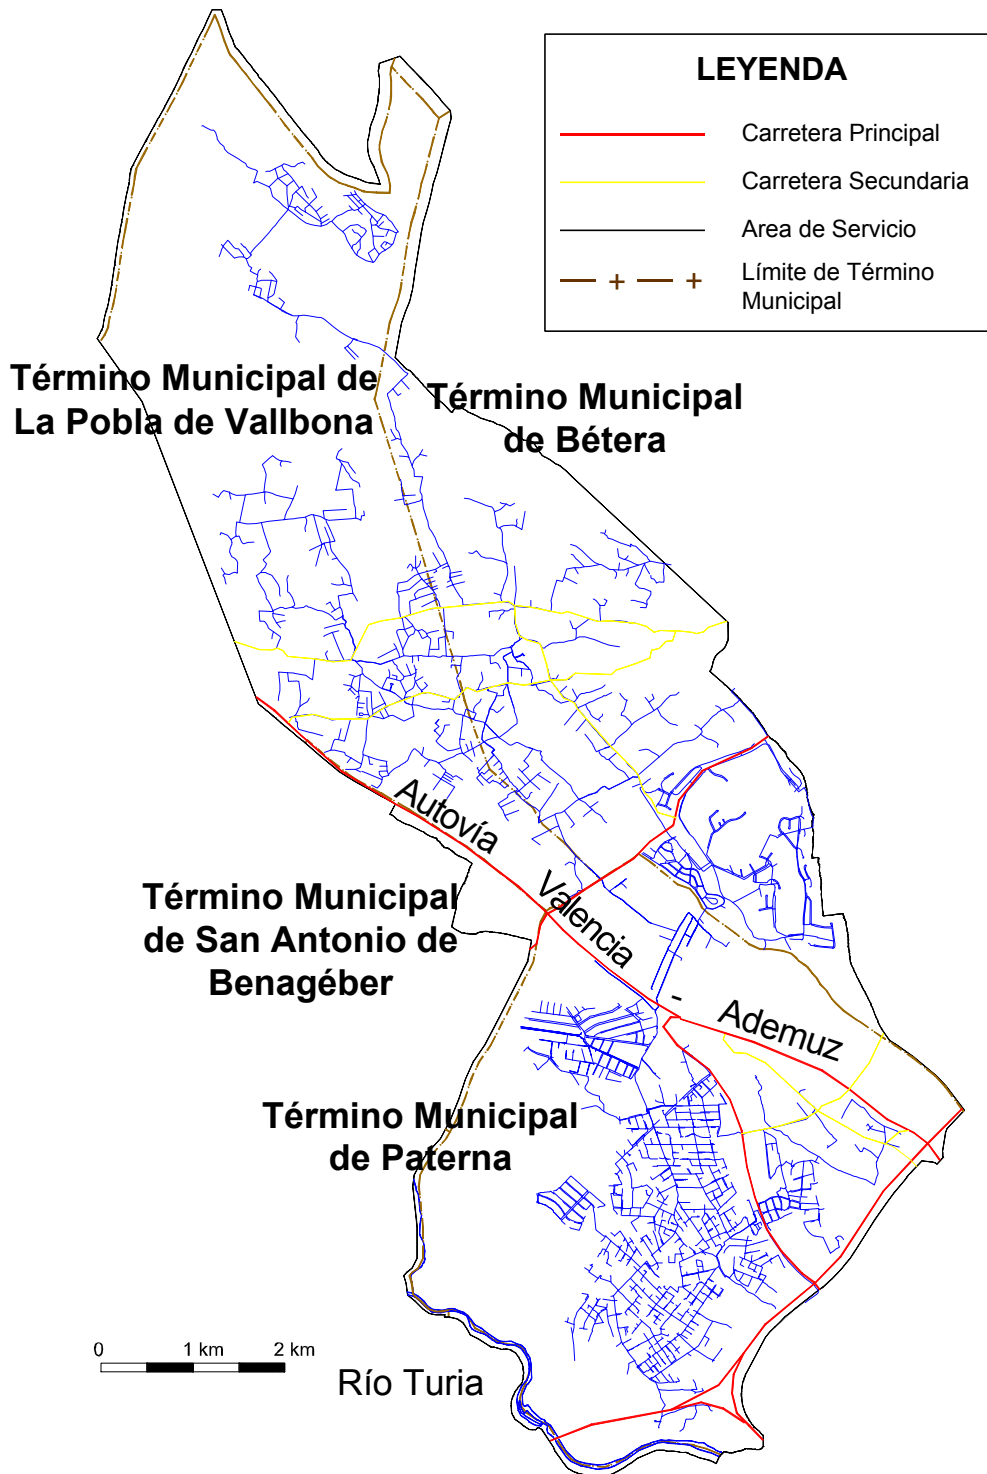 LEYENDA
Carretera Principal
Carretera Secundaria
Area de Servicio
Límite de Término
Municipal
Término Municipal de
La Pobla de Vallbona
Término Municipal
de Bétera
Autovía
Valencia
-
Ademuz
Término Municipal
de San Antonio de
Benagéber
Término Municipal
de Paterna
0 1 km 2 km
Río Turia